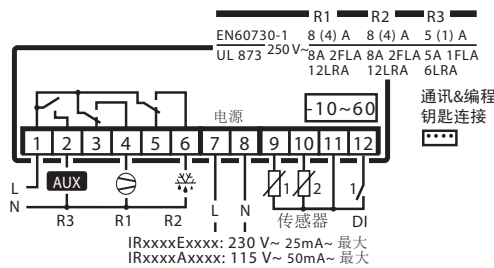 R1 R2 R3
EN60730-1 250 V~ 8 (4) A 8 (4) A 5 (1) A
UL 873 8A 2FLA 8A 2FLA 5A 1FLA
12LRA 12LRA 6LRA
通讯&编程
钥匙连接
电源
-10~60
1 2 3 4 5 6 7 8 9 10 11 12
L AUX 1 2 1
N
R3 R1 R2 L N 传感器 DI
IRxxxxExxxx: 230 V~ 25mA~ 最大
IRxxxxAxxxx: 115 V~ 50mA~ 最大